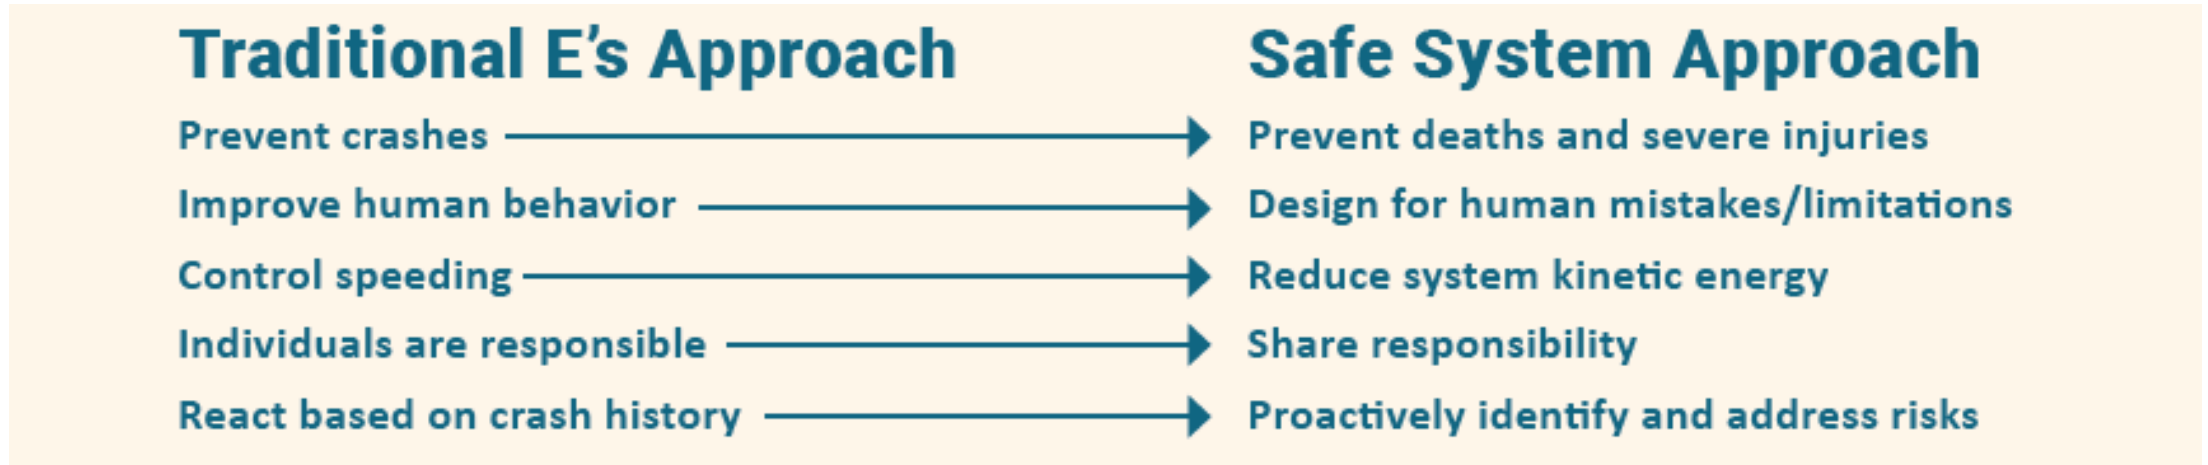 Traditional E’s Approach Safe System Approach
Prevent crashes Prevent deaths and severe injuries
Improve human behavior Design for human mistakes/limitations
Control speeding Reduce system kinetic energy
Individuals are responsible Share responsibility
React based on crash history Proactively identify and address risks